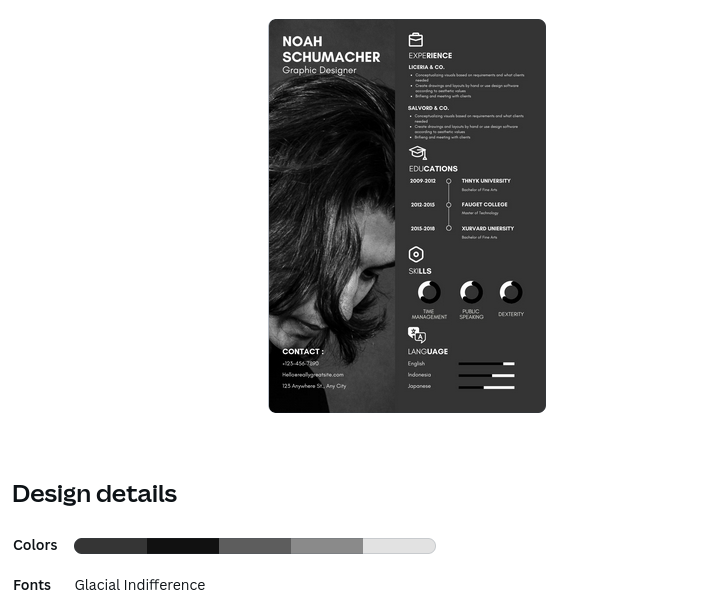 NOAH
SCHUMACHER
Graphic Designer
CONTACT :
+123-456-7890
Hello@reallygreatsite.com
123 Anywhere St., Any City
EXPERIENCE
LICERIA & CO.
Conceptualising visuals based on requirements and what clients
needed
Create drawings and layouts by hand or use design software
according to aesthetic values
Briifieng and meeting with clients
SALVORD & CO.
Conceptualising visuals based on requirements and what clients
needed
Create drawings and layouts by hand or use design software
according to aesthetic values
and meeting with clients
EDUCATIONS
2009-2012 THNYK UNIVERSITY
Bachelor of Fine Arts
2012-2015 FAUGET COLLEGE
Master of Technology
2015-2018 XURVARD UNIERSITY
Bachelor of Fine Arts
SKILLS
TIME
MANAGEMENT
PUBLIC
SPEAKING
DEXTERITY
LANGUAGE
English
Indonesia
Japanese
Design details
Colors
Fonts Glacial Indifference